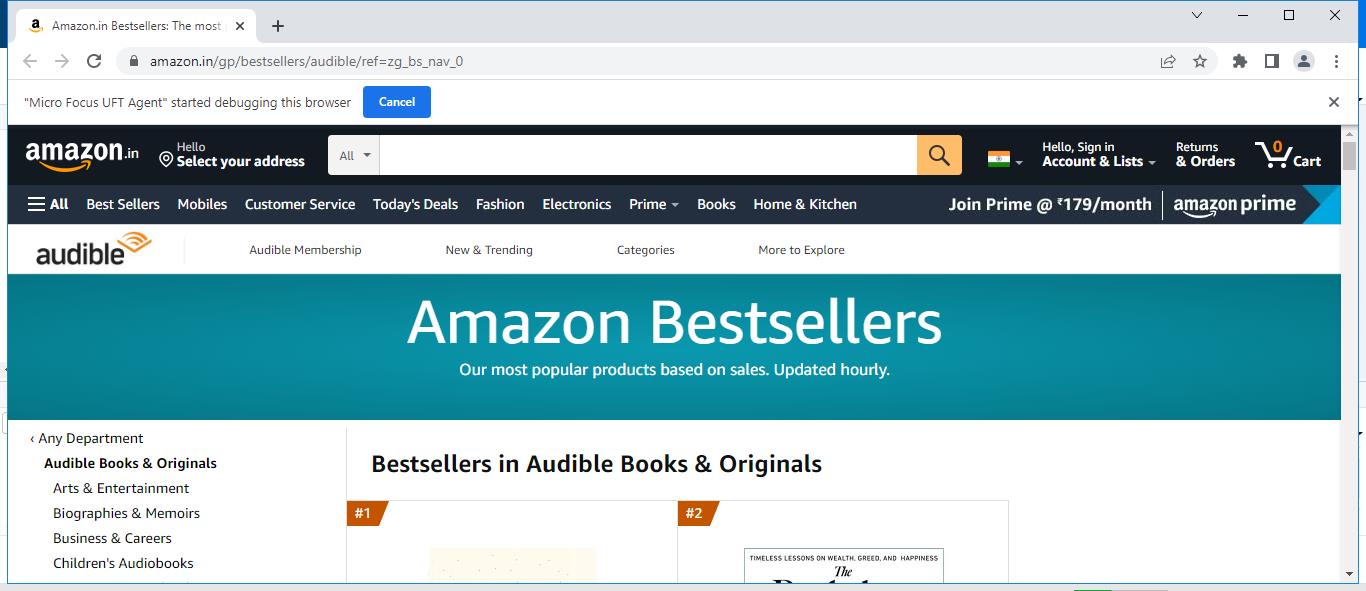 Amazon.in Bestsellers: The most
amazon.in/gp/bestsellers/audible/ref=zg_bs_nav_0
"Micro Focus UFT Agent" started debugging this browser Cancel
amazon.in Hello Select your address All Hello, Sign in Account & Lists Returns & Orders 0 Cart
All Best Sellers Mobiles Customer Service Today's Deals Fashion Electronics Prime Books Home & Kitchen Join Prime @ ₹179/month amazon prime
audible Audible Membership New & Trending Categories More to Explore
Amazon Bestsellers
Our most popular products based on sales. Updated hourly.
‹ Any Department
Audible Books & Originals
Arts & Entertainment
Biographies & Memoirs
Business & Careers
Children's Audiobooks
Bestsellers in Audible Books & Originals
#1 #2
TIMELESS LESSONS ON WEALTH, GREED, AND HAPPINESS
The